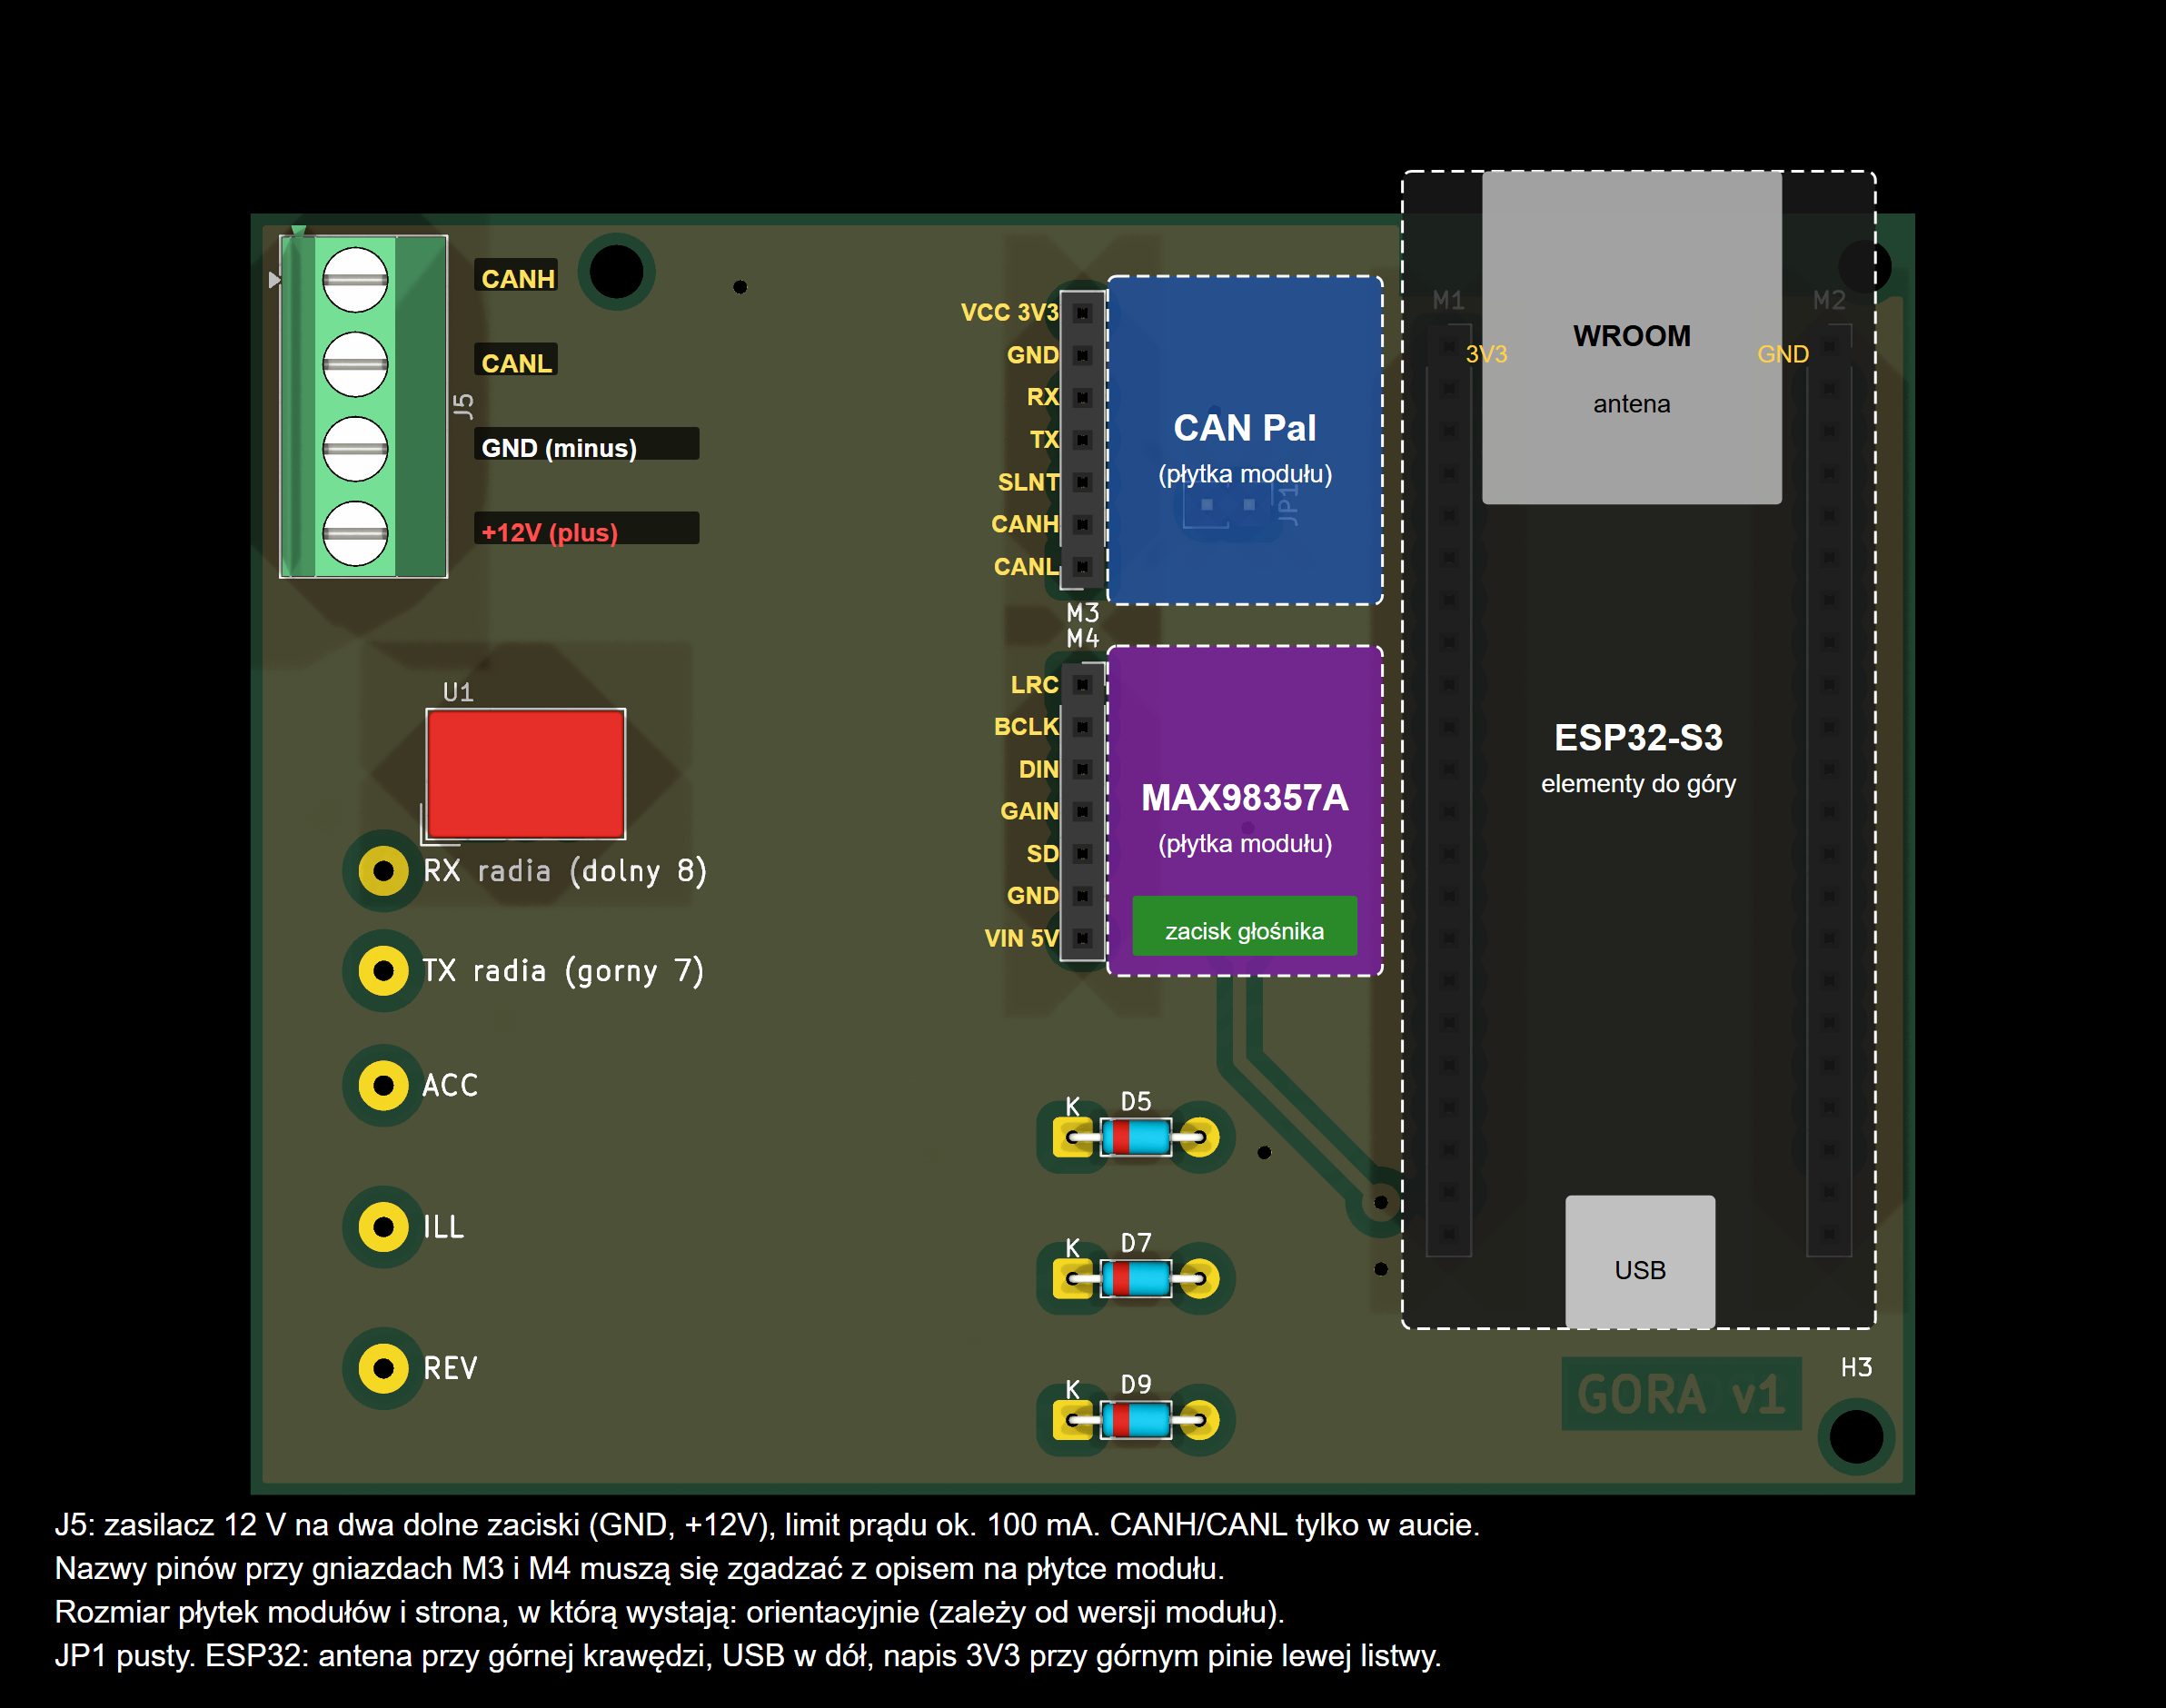 CANH
CANL
GND (minus)
+12V (plus)
J5
VCC 3V3
GND
RX
TX
SLNT
CANH
CANL
M3
CAN Pal
(płytka modułu)
JP1
M1
M2
3V3
GND
WROOM
antena
U1
M4
LRC
BCLK
DIN
GAIN
SD
GND
VIN 5V
MAX98357A
(płytka modułu)
zacisk głośnika
ESP32-S3
elementy do góry
RX radia (dolny 8)
TX radia (gorny 7)
ACC
ILL
REV
K D5
K D7
K D9
USB
H3
GORA v1
J5: zasilacz 12 V na dwa dolne zaciski (GND, +12V), limit prądu ok. 100 mA. CANH/CANL tylko w aucie.
Nazwy pinów przy gniazdach M3 i M4 muszą się zgadzać z opisem na płytce modułu.
Rozmiar płytek modułów i strona, w którą wystają: orientacyjnie (zależy od wersji modułu).
JP1 pusty. ESP32: antena przy górnej krawędzi, USB w dół, napis 3V3 przy górnym pinie lewej listwy.